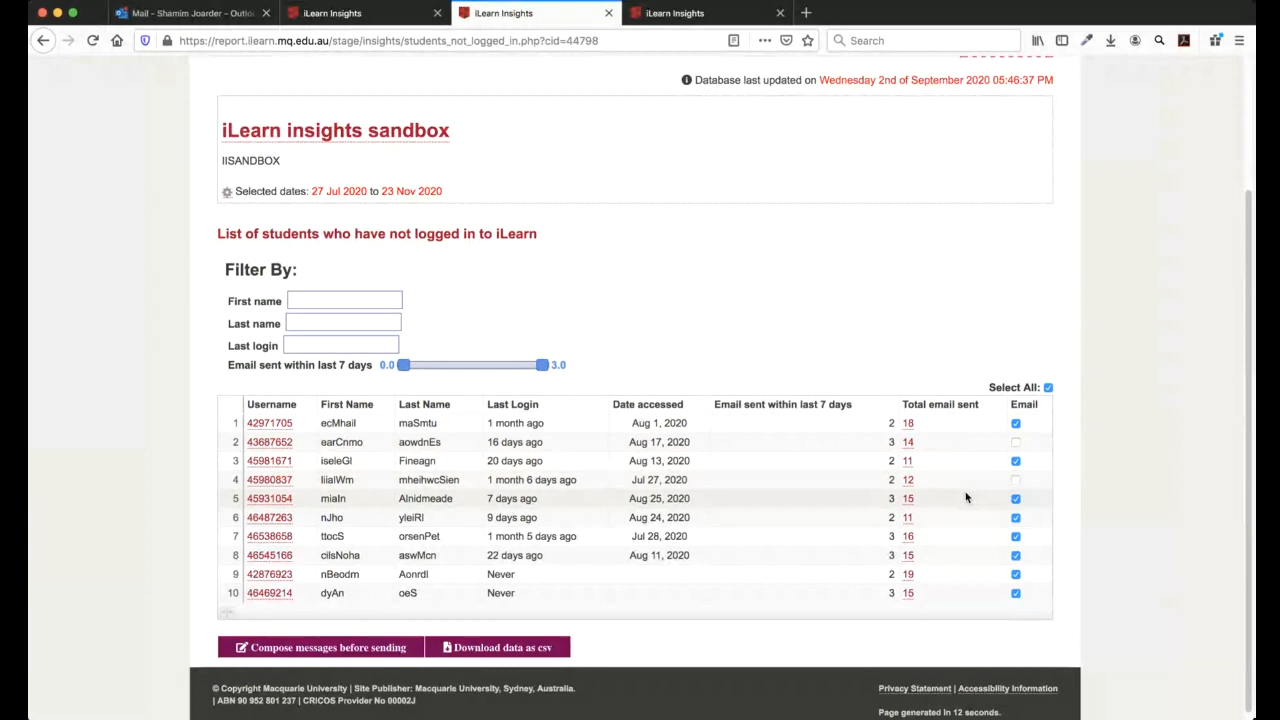 Mail - Shamim Joarder - Outlo
iLearn Insights
iLearn Insights
iLearn Insights
https://report.ilearn.mq.edu.au/stage/insights/students_not_logged_in.php?cid=44798
Search
Database last updated on Wednesday 2nd of September 2020 05:46:37 PM
iLearn insights sandbox
IISANDBOX
Selected dates: 27 Jul 2020 to 23 Nov 2020
List of students who have not logged in to iLearn
Filter By:
First name
Last name
Last login
Email sent within last 7 days 0.0 3.0
Select All:
Username First Name Last Name Last Login Date accessed Email sent within last 7 days Total email sent Email
1 42971705 ecMhail maSmtu 1 month ago Aug 1, 2020 2 18
2 43687652 earCnmo aowdnEs 16 days ago Aug 17, 2020 3 14
3 45981671 iseleGl Fineagn 20 days ago Aug 13, 2020 2 11
4 45980837 liialWm mheihwcSien 1 month 6 days ago Jul 27, 2020 2 12
5 45931054 miaIn Alnidmeade 7 days ago Aug 25, 2020 3 15
6 46487263 nJho yleiRl 9 days ago Aug 24, 2020 2 11
7 46538658 ttocS orsenPet 1 month 5 days ago Jul 28, 2020 3 16
8 46545166 cilsNoha aswMcn 22 days ago Aug 11, 2020 3 15
9 42876923 nBeodm Aonrdl Never 2 19
10 46469214 dyAn oeS Never 3 15
Compose messages before sending
Download data as csv
© Copyright Macquarie University | Site Publisher: Macquarie University, Sydney, Australia.
| ABN 90 952 801 237 | CRICOS Provider No 00002J
Privacy Statement | Accessibility Information
Page generated in 12 seconds.